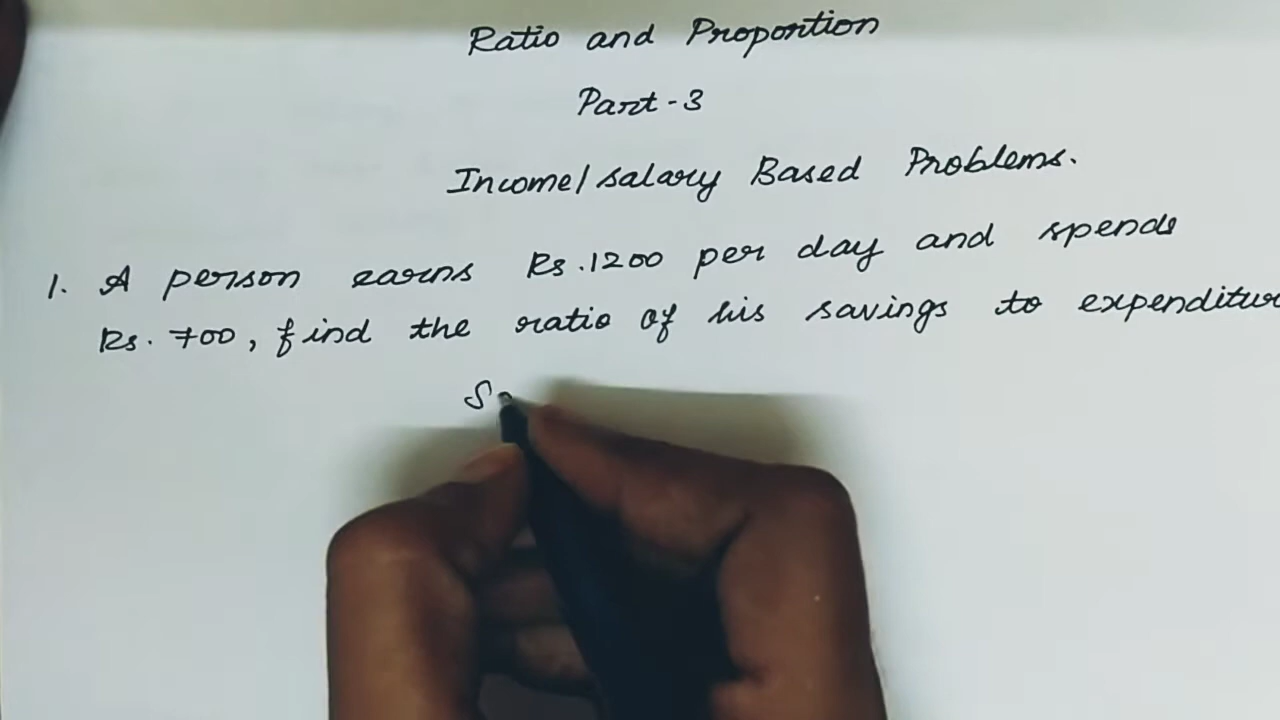 Ratio and Proportion
Part-3
Income/salary Based Problems.
1. A person earns Rs.1200 per day and spends
Rs. 700, find the ratio of his savings to expenditu
S